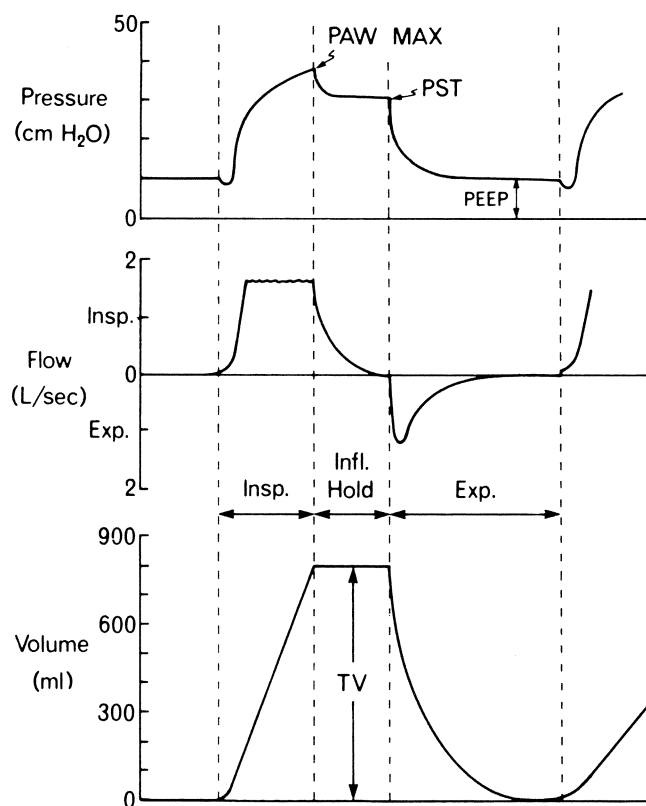 50
PAW MAX
Pressure
(cm H₂O)
PST
PEEP
0
2
Insp.
Flow
(L/sec)
0
Exp.
2
Insp.
Infl.
Hold
Exp.
900
600
Volume
(ml)
TV
300
0